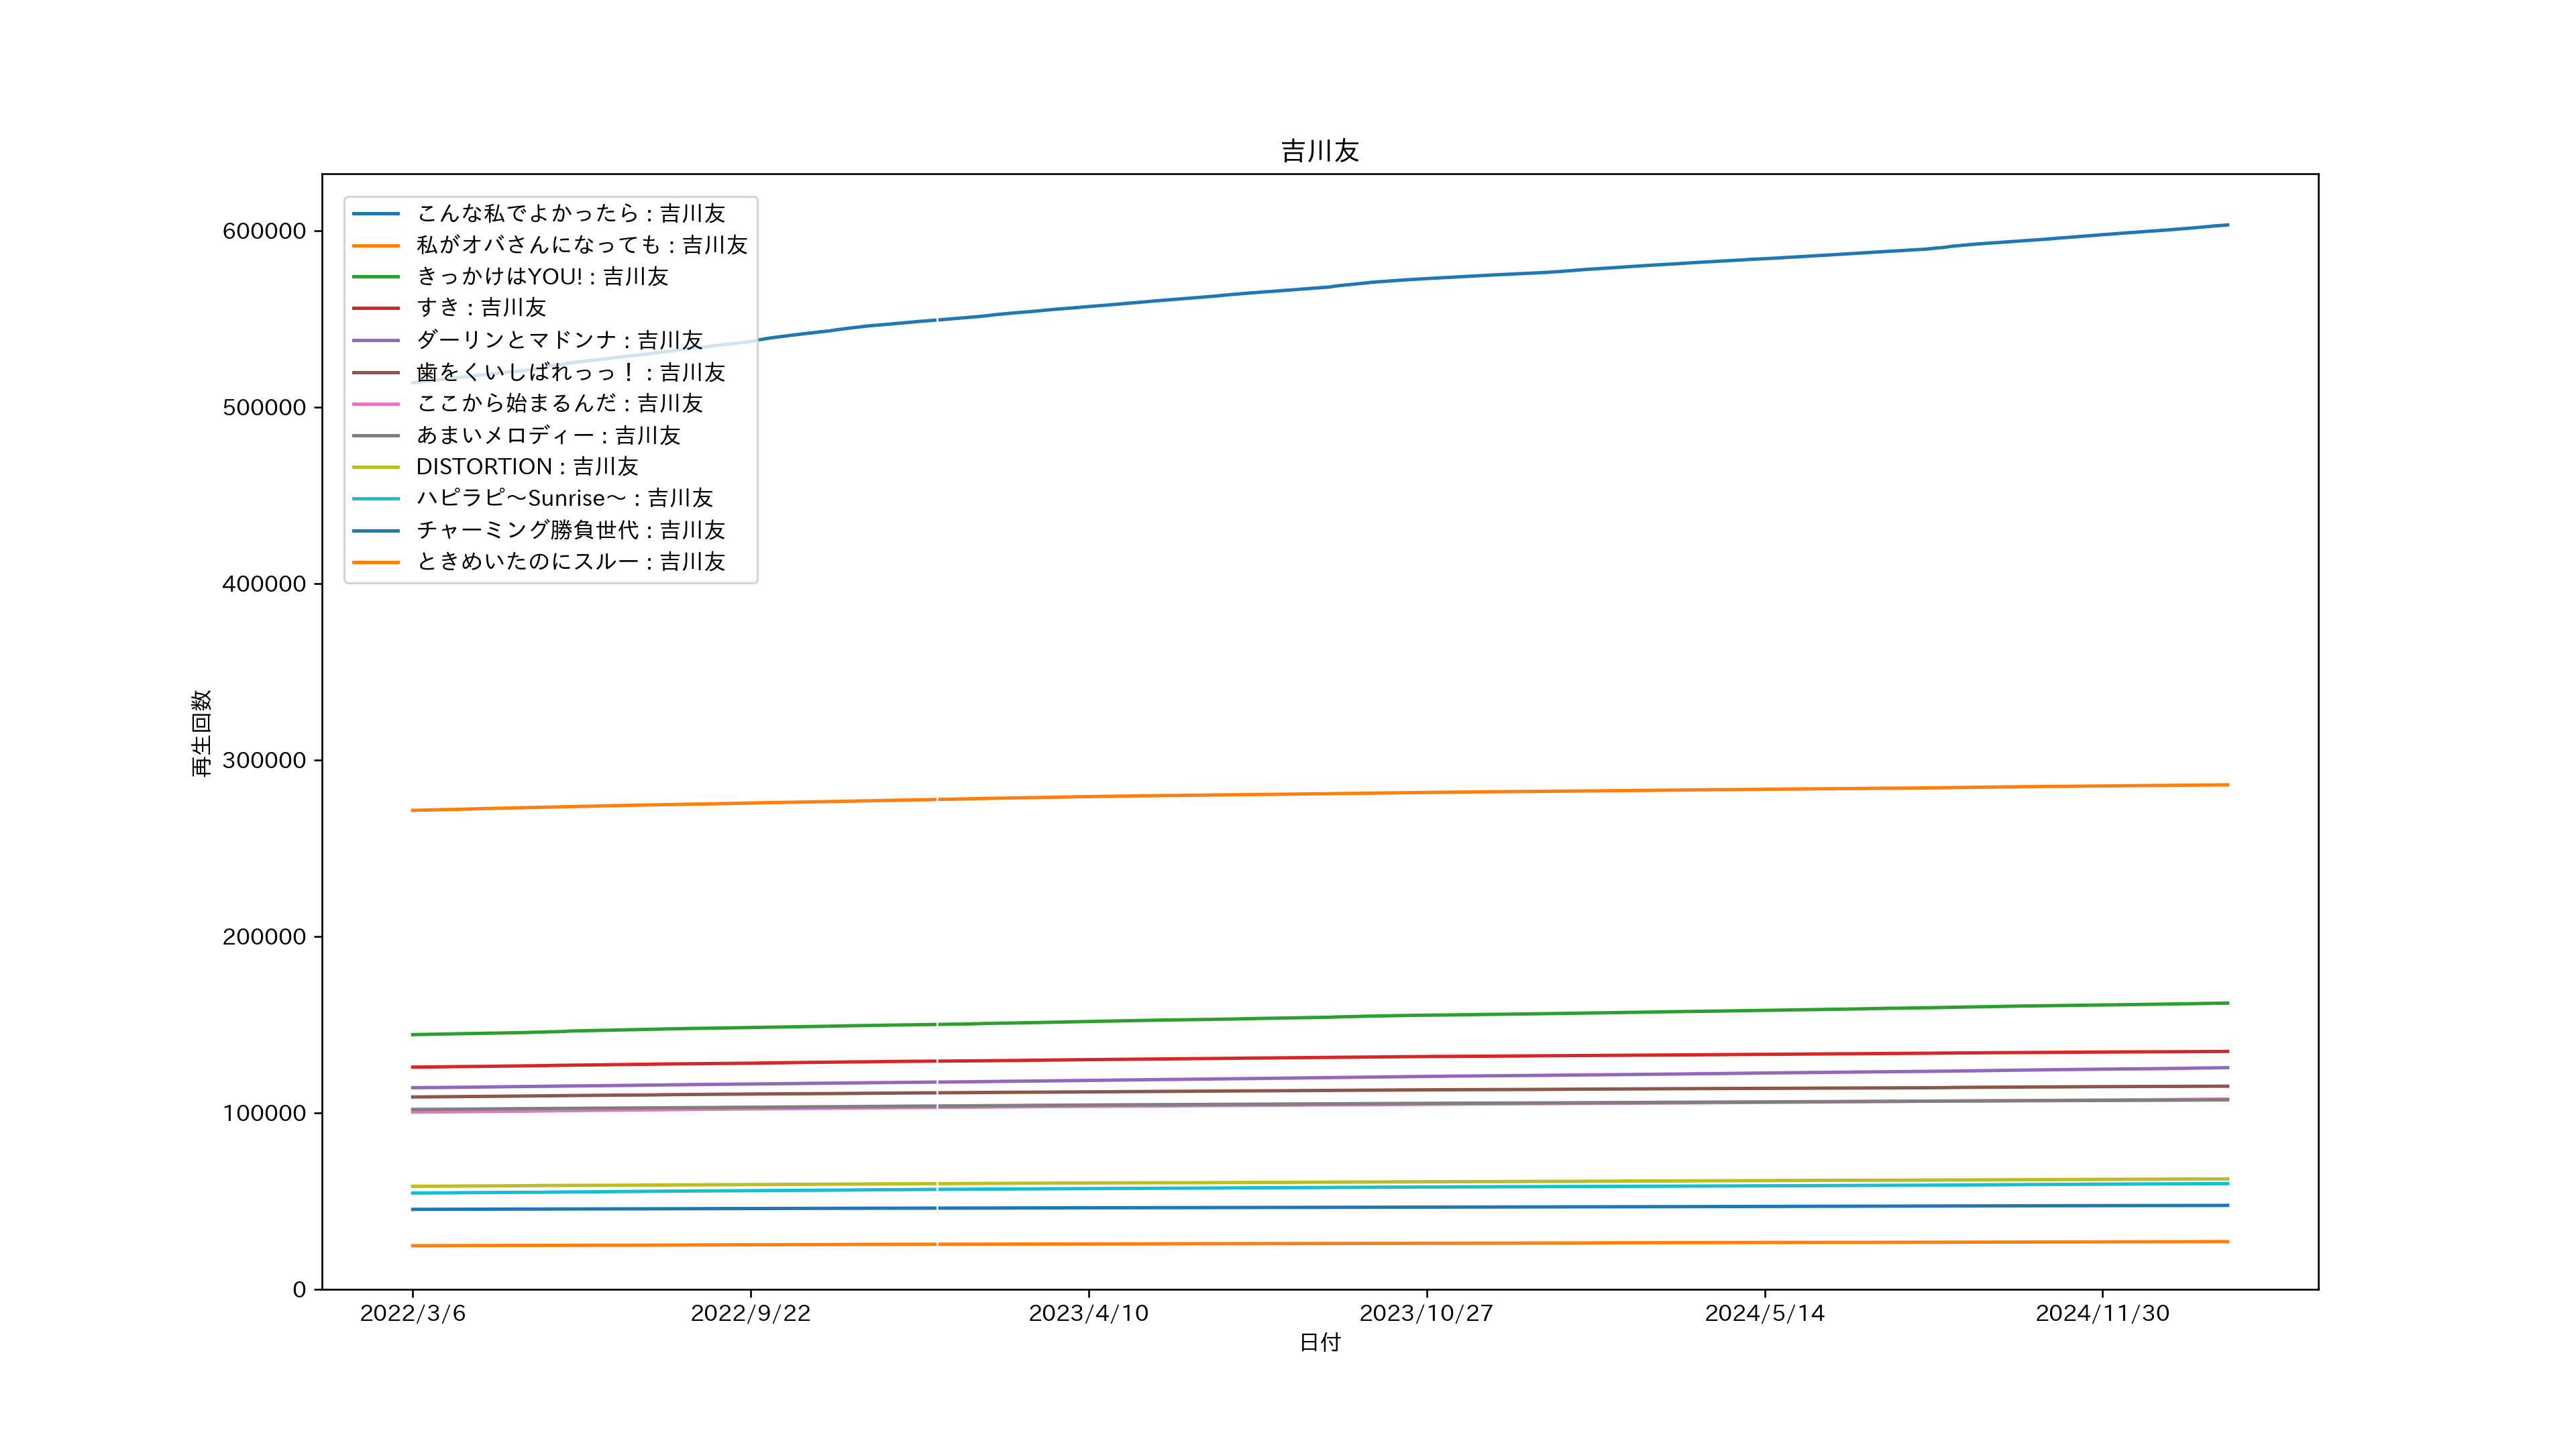 吉川友
こんな私でよかったら : 吉川友
私がオバさんになっても : 吉川友
きっかけはYOU! : 吉川友
すき : 吉川友
ダーリンとマドンナ : 吉川友
歯をくいしばれっっ! : 吉川友
ここから始まるんだ : 吉川友
あまいメロディー : 吉川友
DISTORTION : 吉川友
ハピラピ〜Sunrise〜 : 吉川友
チャーミング勝負世代 : 吉川友
ときめいたのにスルー : 吉川友
再生回数
600000
500000
400000
300000
200000
100000
0
2022/3/6 2022/9/22 2023/4/10 2023/10/27 2024/5/14 2024/11/30
日付